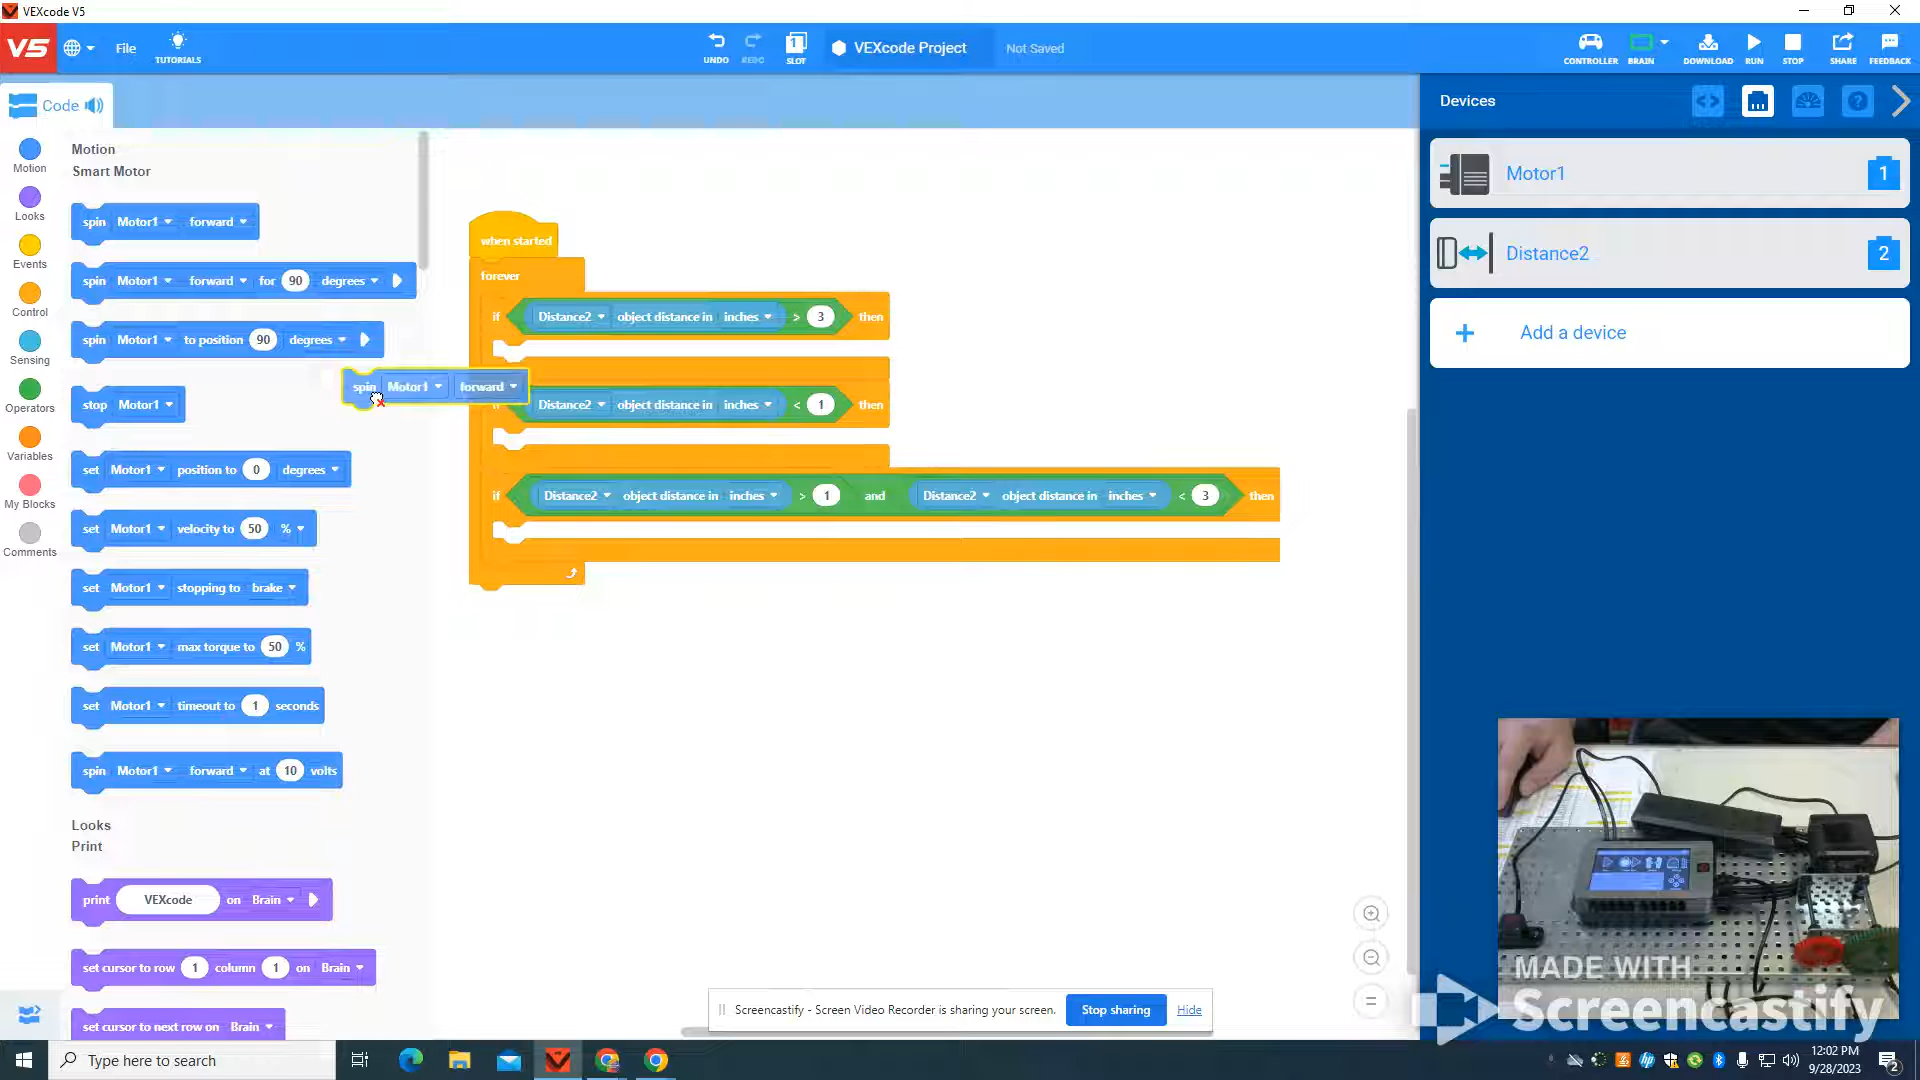 VEXcode V5
V5
File
TUTORIALS
UNDO
REDO
1
SLOT
VEXcode Project
Not Saved
CONTROLLER
BRAIN
DOWNLOAD
RUN
STOP
SHARE
FEEDBACK
Code
Devices
Motion
Looks
Events
Control
Sensing
Operators
Variables
My Blocks
Comments
Motion
Smart Motor
spin Motor1 forward
spin Motor1 forward for 90 degrees
spin Motor1 to position 90 degrees
stop Motor1
set Motor1 position to 0 degrees
set Motor1 velocity to 50 %
set Motor1 stopping to brake
set Motor1 max torque to 50 %
set Motor1 timeout to 1 seconds
spin Motor1 forward at 10 volts
Looks
Print
print VEXcode on Brain
set cursor to row 1 column 1 on Brain
set cursor to next row on Brain
when started
forever
if Distance2 object distance in inches > 3 then
spin Motor1 forward
Distance2 object distance in inches < 1 then
if Distance2 object distance in inches > 1 and Distance2 object distance in inches < 3 then
Motor1 1
Distance2 2
+ Add a device
MADE WITH
Screencastify
Screencastify - Screen Video Recorder is sharing your screen.
Stop sharing
Hide
Type here to search
12:02 PM
9/28/2023
2